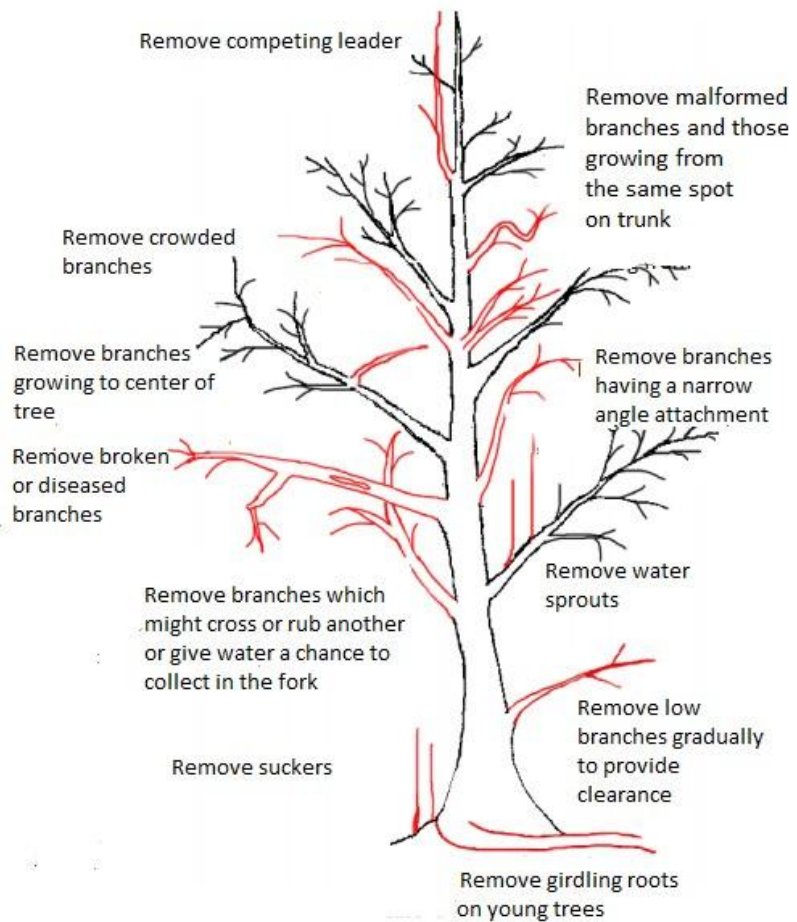 Remove competing leader
Remove malformed
branches and those
growing from
the same spot
on trunk
Remove crowded
branches
Remove branches
growing to center of
tree
Remove branches
having a narrow
angle attachment
Remove broken
or diseased
branches
Remove water
sprouts
Remove branches which
might cross or rub another
or give water a chance to
collect in the fork
Remove low
branches gradually
to provide
clearance
Remove suckers
Remove girdling roots
on young trees